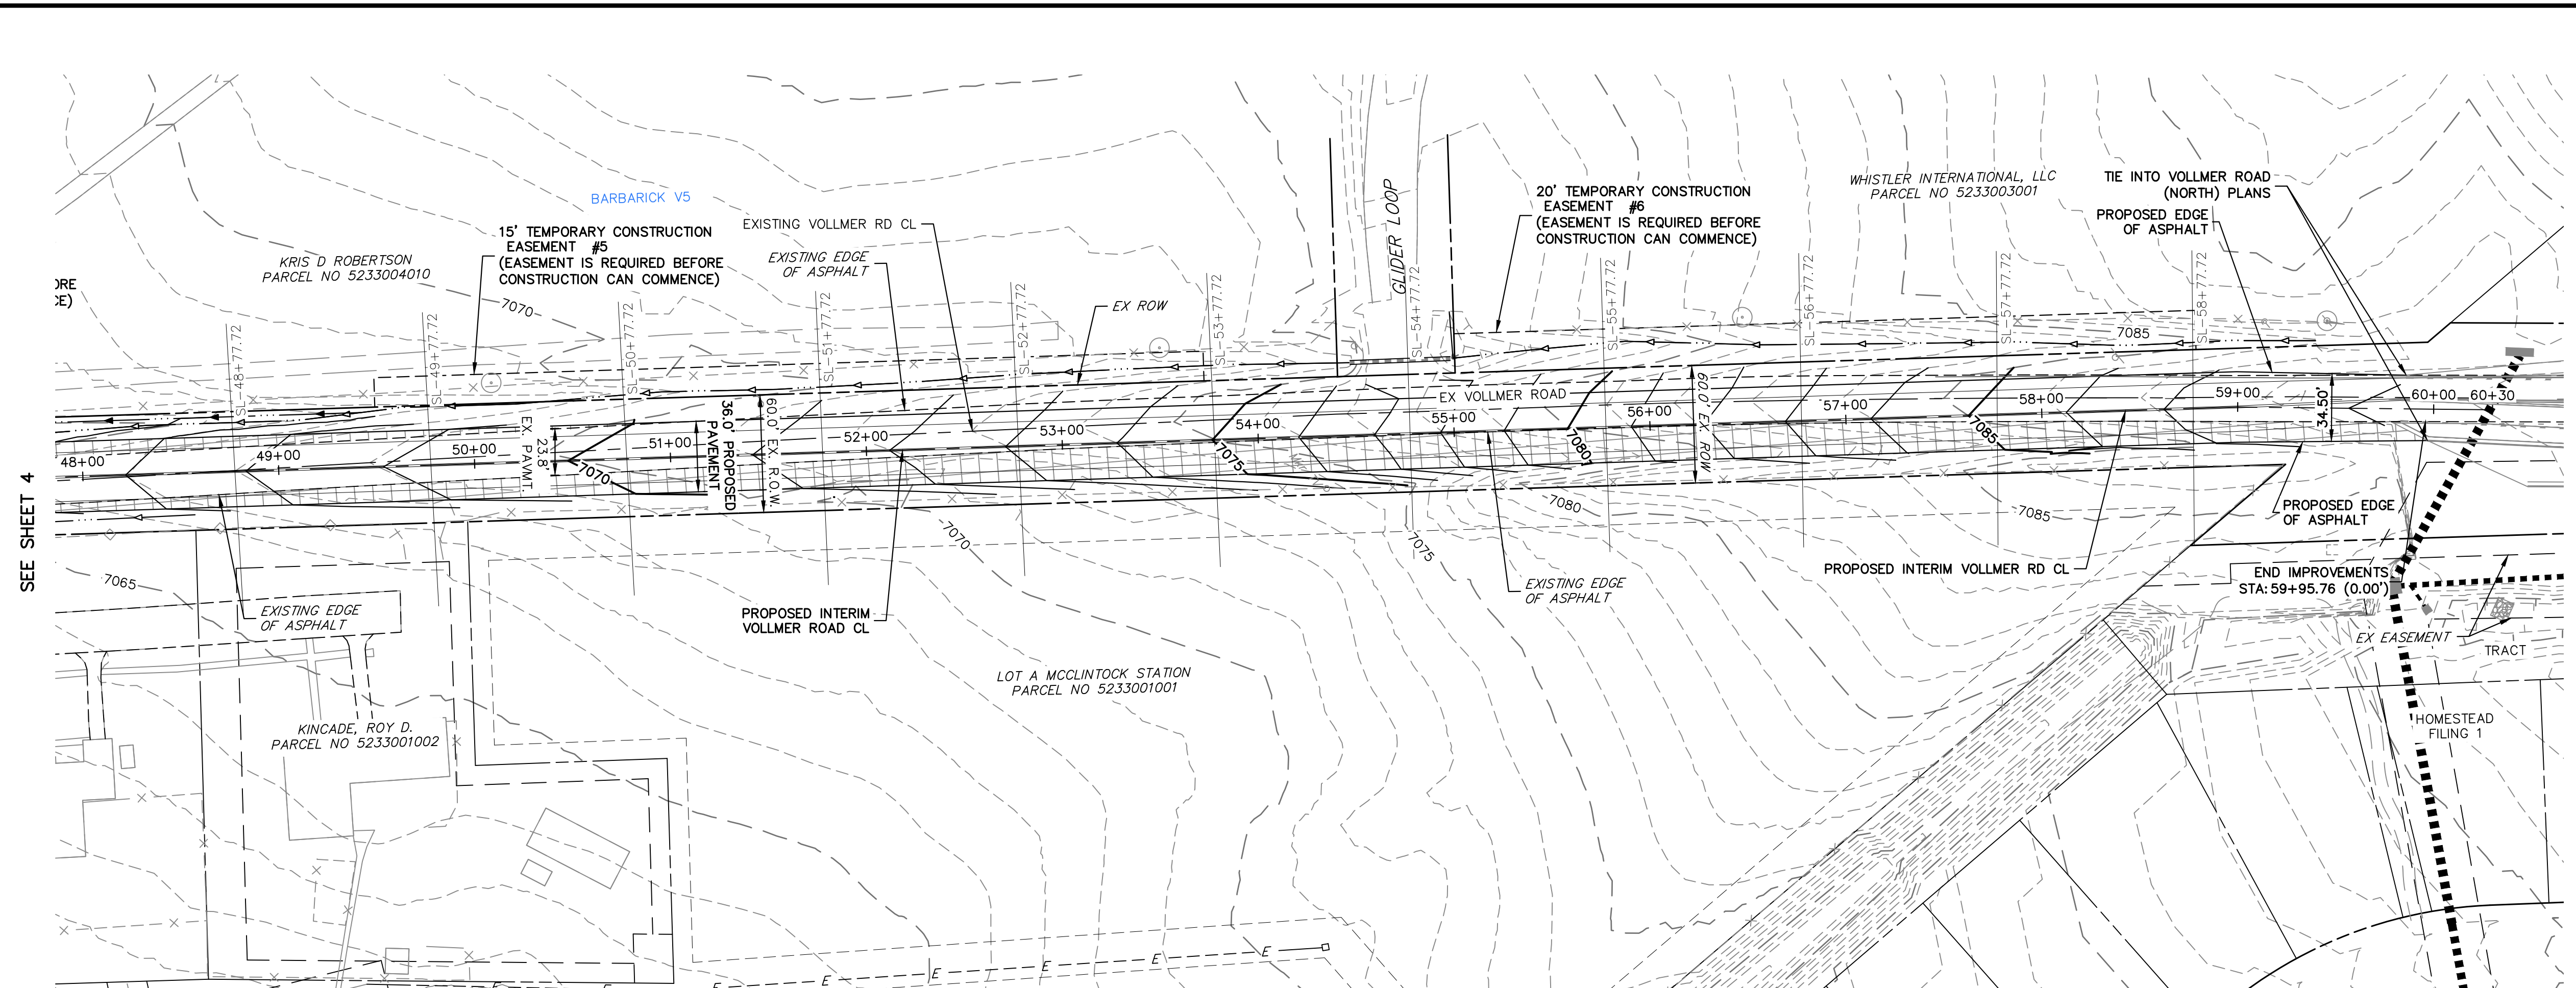 BARBARICK V5
GLIDER LOOP
WHISTLER INTERNATIONAL, LLC
PARCEL NO 5233003001
TIE INTO VOLLMER ROAD
(NORTH) PLANS
20' TEMPORARY CONSTRUCTION
EASEMENT #6
(EASEMENT IS REQUIRED BEFORE
CONSTRUCTION CAN COMMENCE)
PROPOSED EDGE
OF ASPHALT
EXISTING VOLLMER RD CL
15' TEMPORARY CONSTRUCTION
EASEMENT #5
(EASEMENT IS REQUIRED BEFORE
CONSTRUCTION CAN COMMENCE)
KRIS D ROBERTSON
PARCEL NO 5233004010
EXISTING EDGE
OF ASPHALT
ORE
CE)
7070
EX ROW
7085
SL-48+77.72
SL-49+77.72
SL-50+77.72
SL-51+77.72
SL-52+77.72
SL-53+77.72
SL-54+77.72
SL-55+77.72
SL-56+77.72
SL-57+77.72
SL-58+77.72
EX VOLLMER ROAD
48+00
49+00
50+00
51+00
52+00
53+00
54+00
55+00
56+00
57+00
58+00
59+00
60+00
60+30
EX. PAVMT.
23.8'
36.0' PROPOSED
PAVEMENT
60.0' EX. R.O.W.
60.0' EX. ROW
34.50'
7070
7075
7080
7085
SEE SHEET 4
7065
7070
7075
7080
7085
EXISTING EDGE
OF ASPHALT
PROPOSED INTERIM
VOLLMER ROAD CL
EXISTING EDGE
OF ASPHALT
PROPOSED INTERIM VOLLMER RD CL
PROPOSED EDGE
OF ASPHALT
END IMPROVEMENTS
STA: 59+95.76 (0.00')
EX EASEMENT
TRACT
LOT A MCCLINTOCK STATION
PARCEL NO 5233001001
KINCADE, ROY D.
PARCEL NO 5233001002
HOMESTEAD
FILING 1
E
E
E
E
E
E